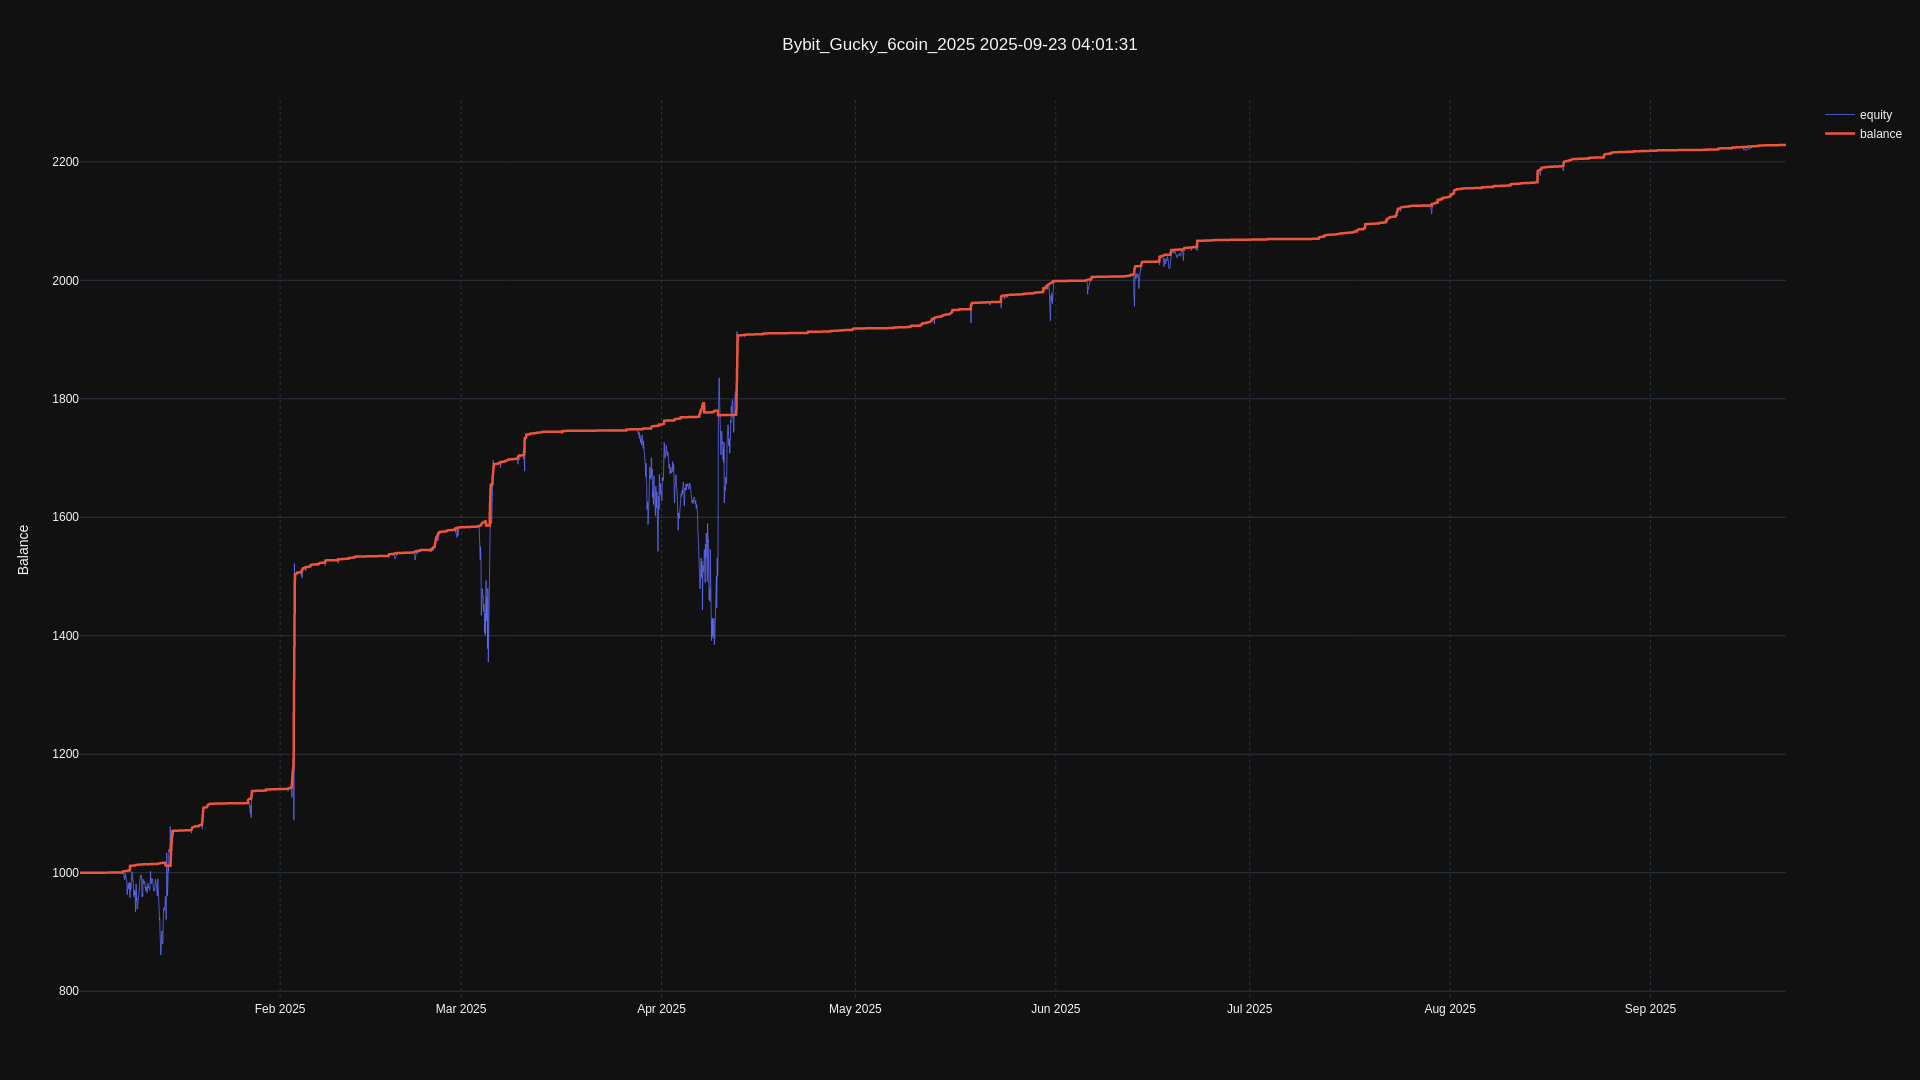 Bybit_Gucky_6coin_2025 2025-09-23 04:01:31
equity
balance
Balance
2200
2000
1800
1600
1400
1200
1000
800
Feb 2025
Mar 2025
Apr 2025
May 2025
Jun 2025
Jul 2025
Aug 2025
Sep 2025